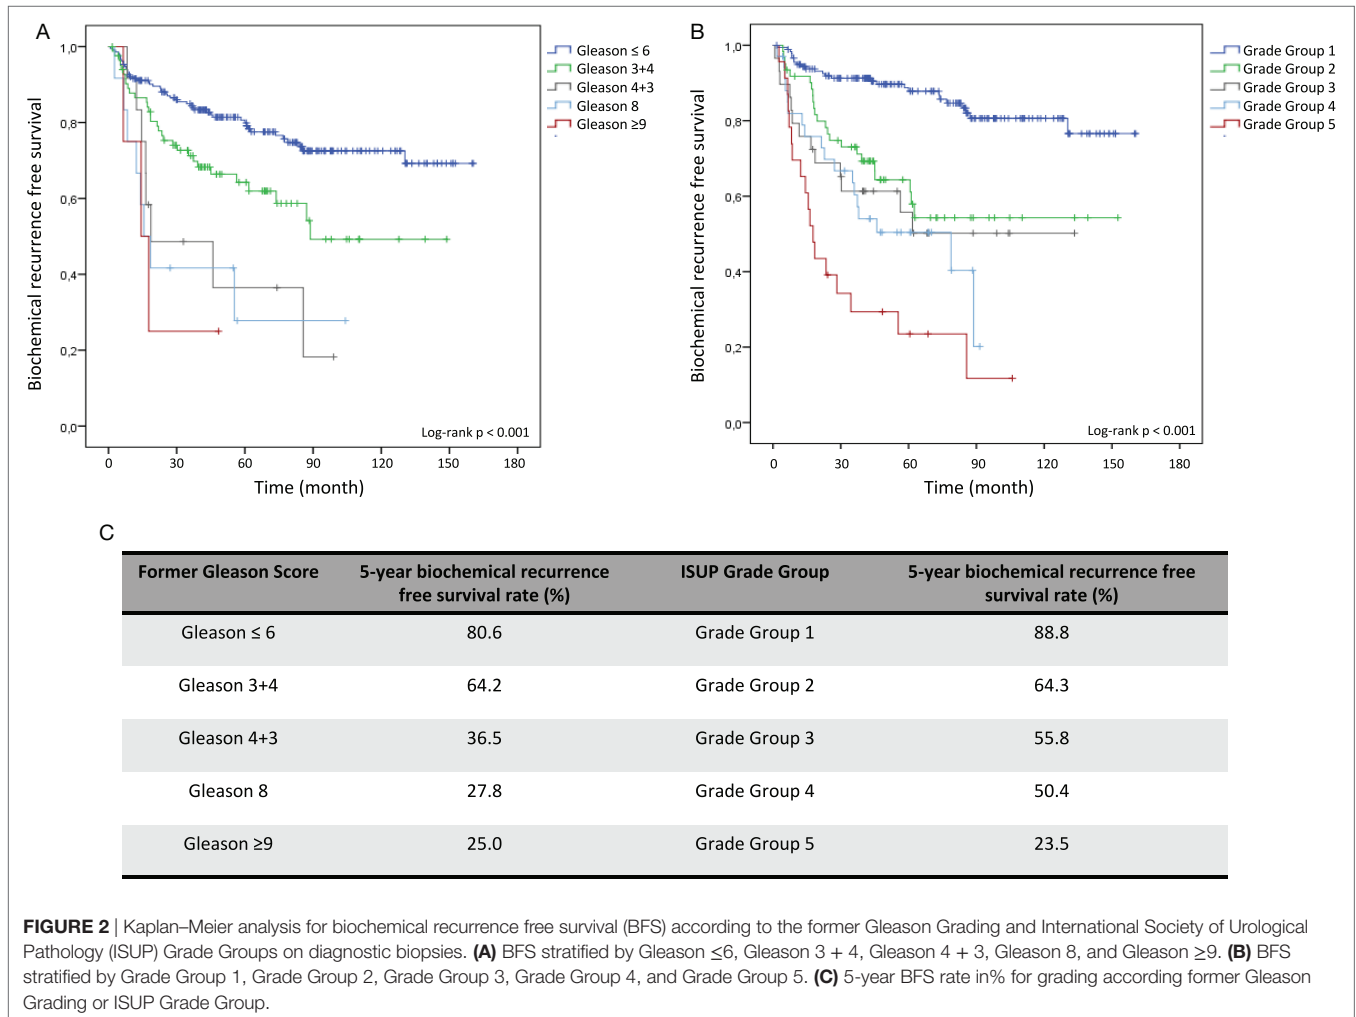 A
1,0
0,8
0,6
0,4
0,2
0,0
Biochemical recurrence free survival
0 30 60 90 120 150 180
Time (month)
Gleason ≤ 6
Gleason 3+4
Gleason 4+3
Gleason 8
Gleason ≥9
Log-rank p < 0.001
B
1,0
0,8
0,6
0,4
0,2
0,0
Biochemical recurrence free survival
0 30 60 90 120 150 180
Time (month)
Grade Group 1
Grade Group 2
Grade Group 3
Grade Group 4
Grade Group 5
Log-rank p < 0.001
C
Former Gleason Score 5-year biochemical recurrence free survival rate (%) ISUP Grade Group 5-year biochemical recurrence free survival rate (%)
Gleason ≤ 6 80.6 Grade Group 1 88.8
Gleason 3+4 64.2 Grade Group 2 64.3
Gleason 4+3 36.5 Grade Group 3 55.8
Gleason 8 27.8 Grade Group 4 50.4
Gleason ≥9 25.0 Grade Group 5 23.5
FIGURE 2 | Kaplan–Meier analysis for biochemical recurrence free survival (BFS) according to the former Gleason Grading and International Society of Urological
Pathology (ISUP) Grade Groups on diagnostic biopsies. (A) BFS stratified by Gleason ≤6, Gleason 3 + 4, Gleason 4 + 3, Gleason 8, and Gleason ≥9. (B) BFS
stratified by Grade Group 1, Grade Group 2, Grade Group 3, Grade Group 4, and Grade Group 5. (C) 5-year BFS rate in% for grading according former Gleason
Grading or ISUP Grade Group.